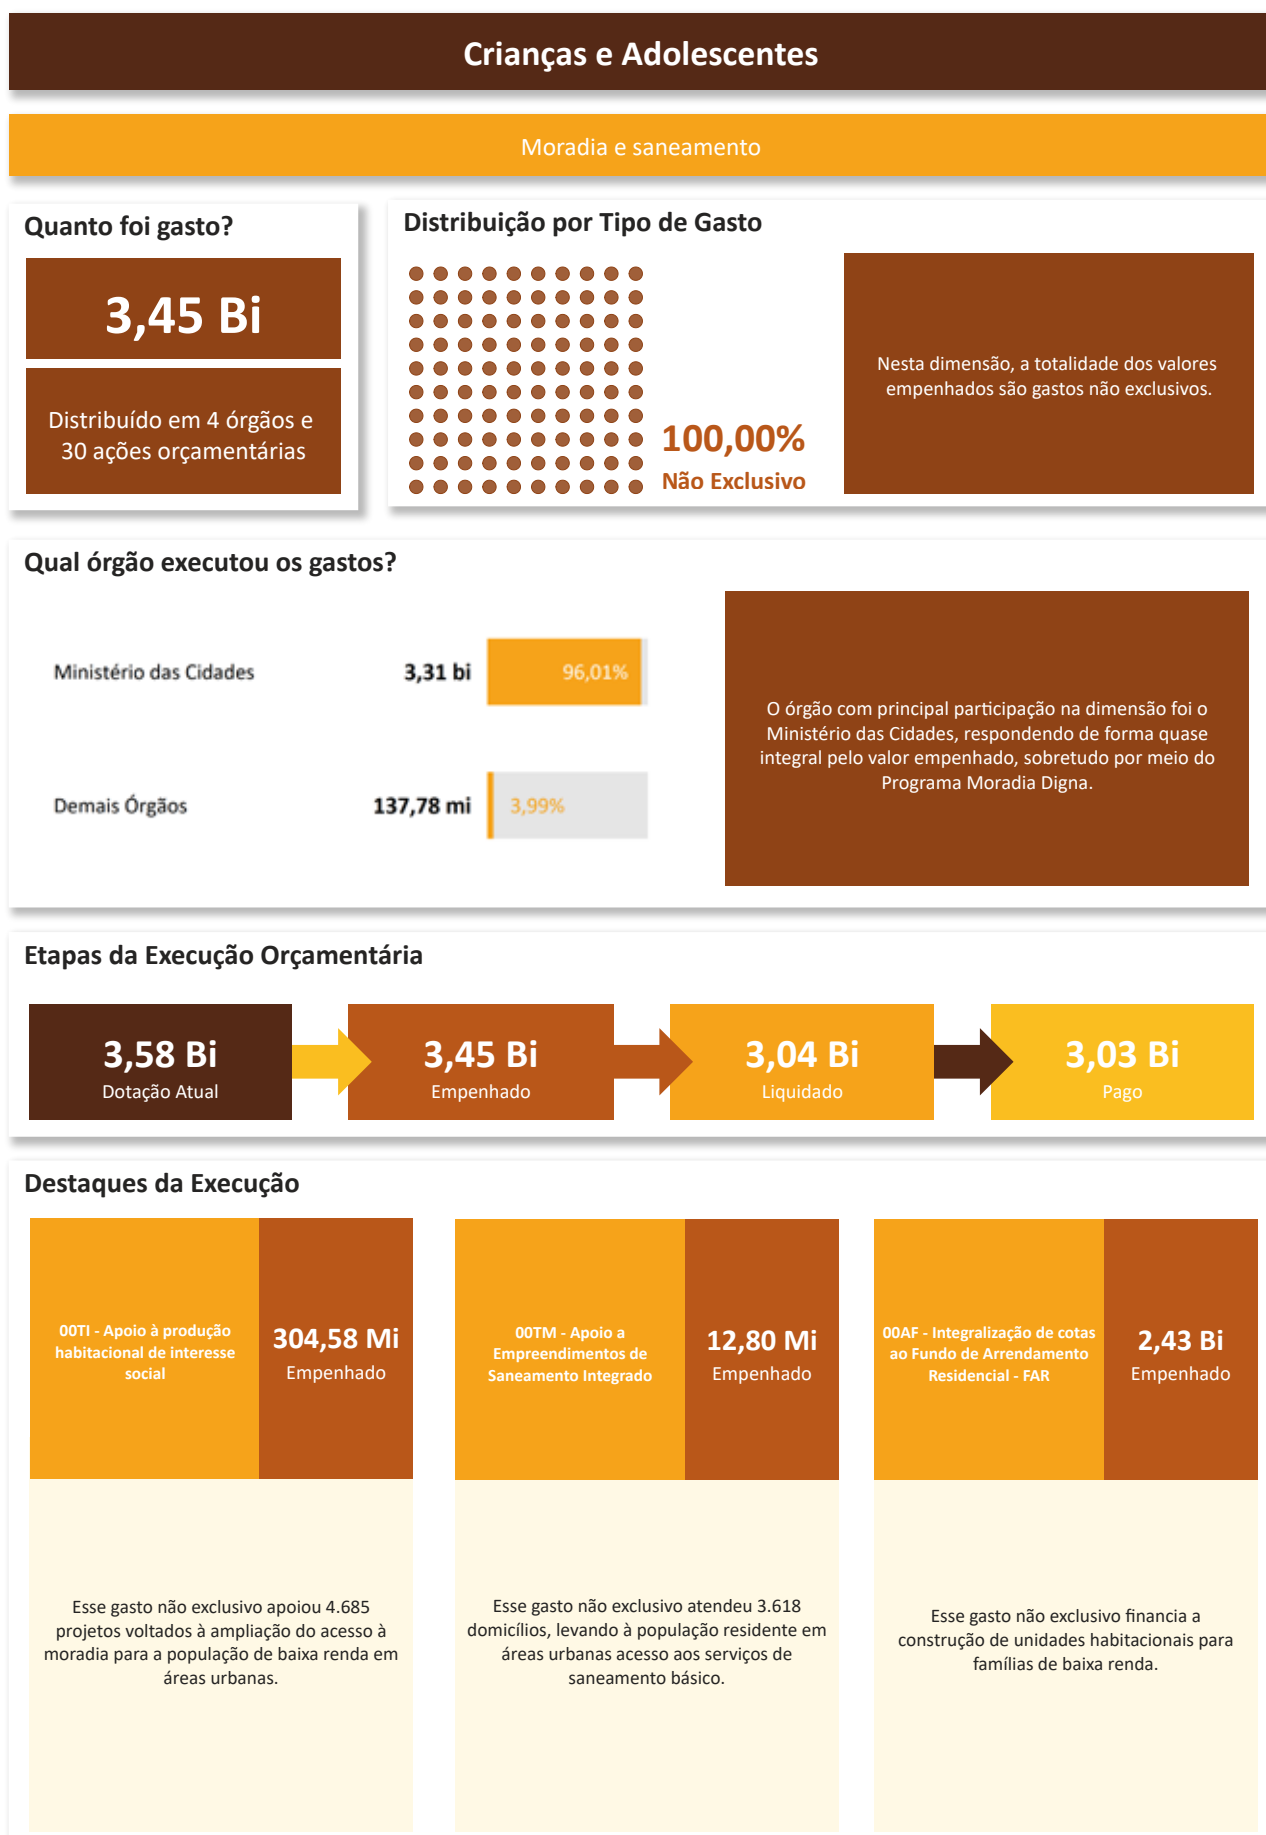 Crianças e Adolescentes
Moradia e saneamento
Quanto foi gasto?
3,45 Bi
Distribuído em 4 órgãos e
30 ações orçamentárias
Distribuição por Tipo de Gasto
100,00%
Não Exclusivo
Nesta dimensão, a totalidade dos valores
empenhados são gastos não exclusivos.
Qual órgão executou os gastos?
Ministério das Cidades
3,31 bi
96,01%
Demais Órgãos
137,78 mi
3,99%
O órgão com principal participação na dimensão foi o
Ministério das Cidades, respondendo de forma quase
integral pelo valor empenhado, sobretudo por meio do
Programa Moradia Digna.
Etapas da Execução Orçamentária
3,58 Bi
Dotação Atual
3,45 Bi
Empenhado
3,04 Bi
Liquidado
3,03 Bi
Pago
Destaques da Execução
00TI - Apoio à produção
habitacional de interesse
social
304,58 Mi
Empenhado
Esse gasto não exclusivo apoiou 4.685
projetos voltados à ampliação do acesso à
moradia para a população de baixa renda em
áreas urbanas.
00TM - Apoio a
Empreendimentos de
Saneamento Integrado
12,80 Mi
Empenhado
Esse gasto não exclusivo atendeu 3.618
domicílios, levando à população residente em
áreas urbanas acesso aos serviços de
saneamento básico.
00AF - Integralização de cotas
ao Fundo de Arrendamento
Residencial - FAR
2,43 Bi
Empenhado
Esse gasto não exclusivo financia a
construção de unidades habitacionais para
famílias de baixa renda.